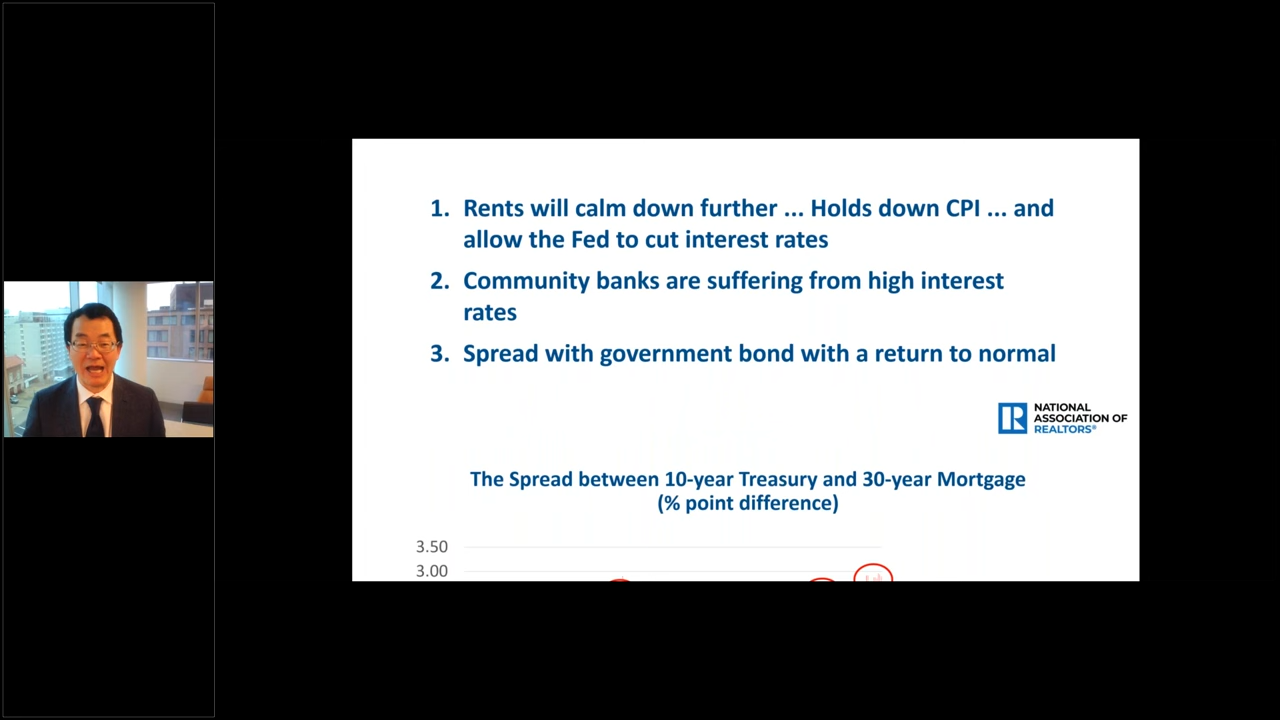 1. Rents will calm down further ... Holds down CPI ... and
allow the Fed to cut interest rates
2. Community banks are suffering from high interest
rates
3. Spread with government bond with a return to normal
NATIONAL
ASSOCIATION OF
REALTORS®
The Spread between 10-year Treasury and 30-year Mortgage
(% point difference)
3.50
3.00